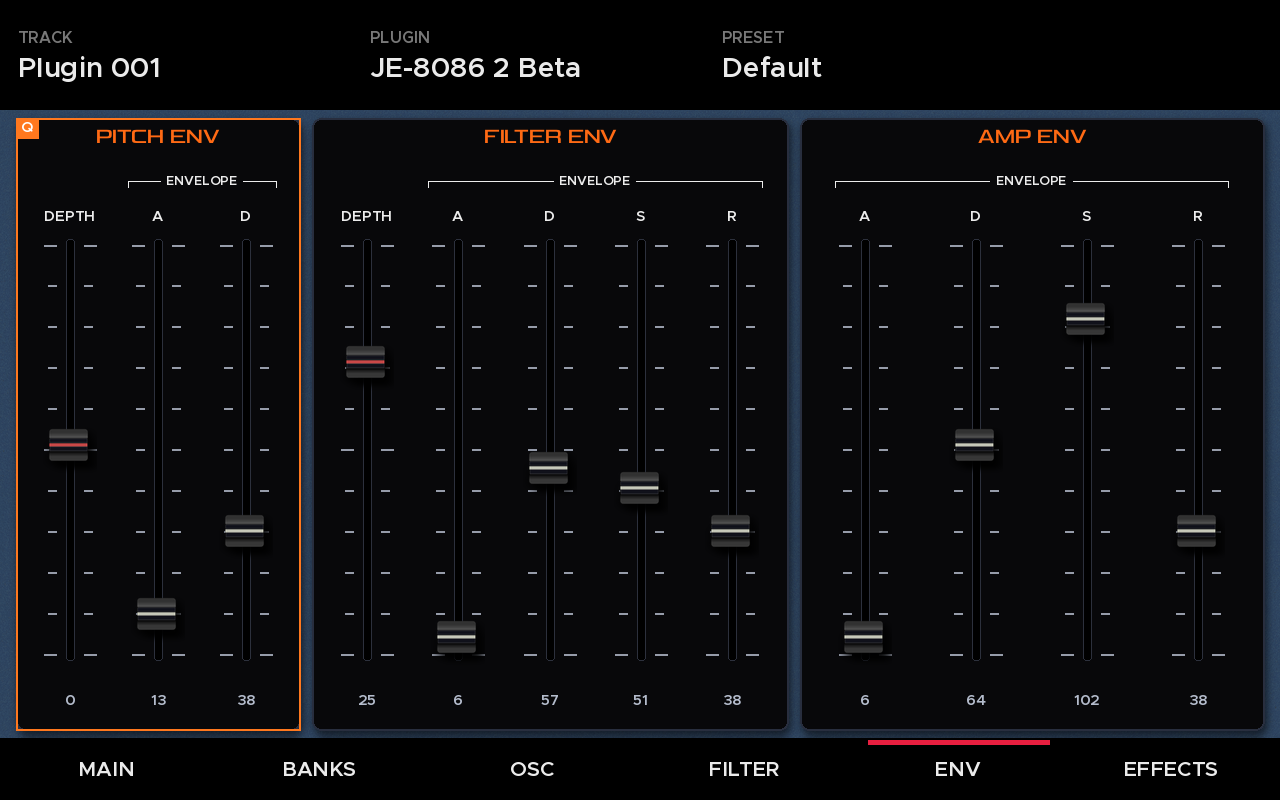 TRACK PLUGIN PRESET
Plugin 001 JE-8086 2 Beta Default
Q
PITCH ENV FILTER ENV AMP ENV
ENVELOPE ENVELOPE ENVELOPE
DEPTH A D DEPTH A D S R A D S R
0 13 38 25 6 57 51 38 6 64 102 38
MAIN BANKS OSC FILTER ENV EFFECTS